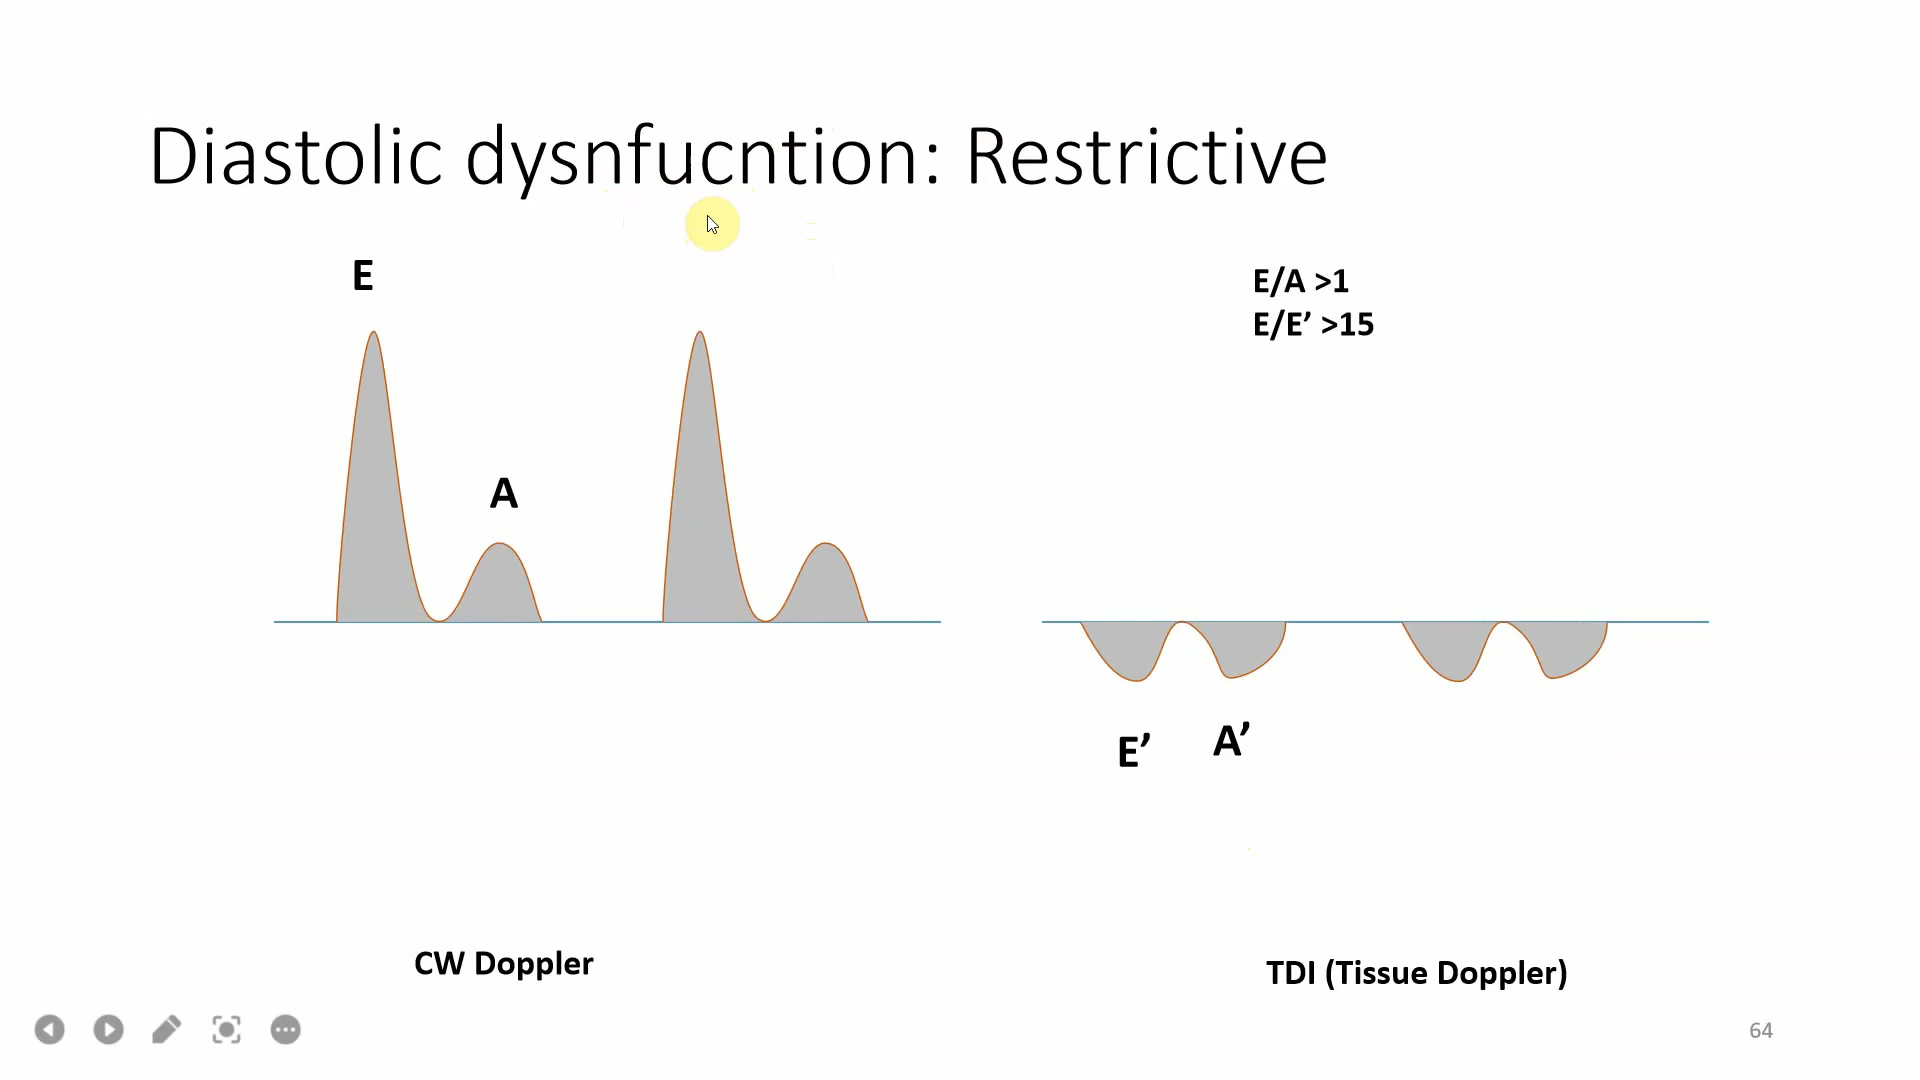 Diastolic dysnfucntion: Restrictive
E
E/A >1
E/E’ >15
A
E’
A’
CW Doppler
TDI (Tissue Doppler)
64